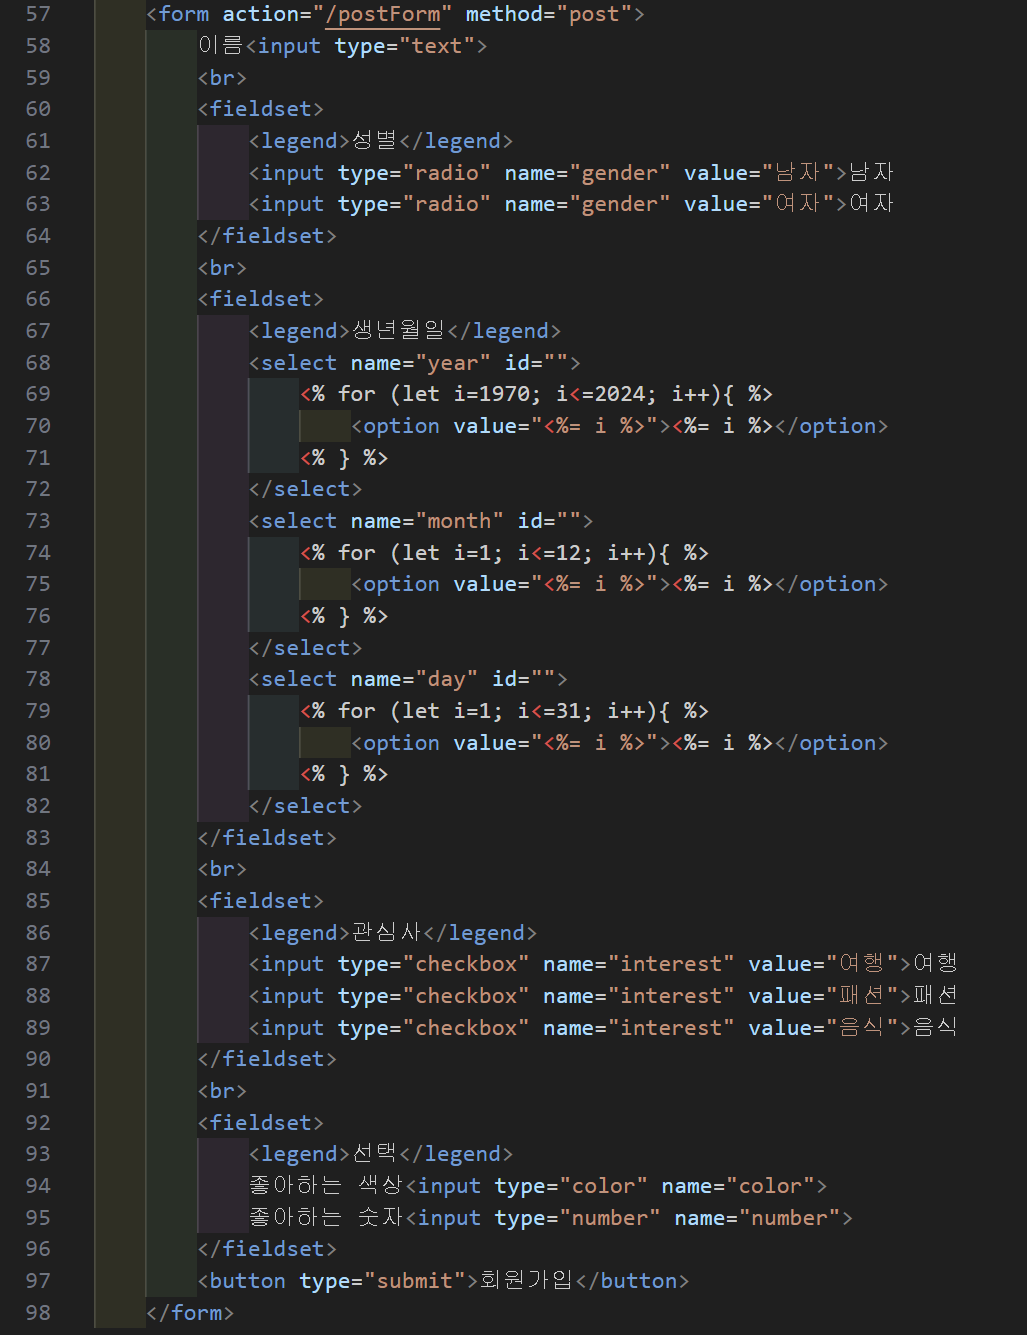 57 <form action="/postForm" method="post">
58 이름<input type="text">
59 <br>
60 <fieldset>
61 <legend>성별</legend>
62 <input type="radio" name="gender" value="남자">남자
63 <input type="radio" name="gender" value="여자">여자
64 </fieldset>
65 <br>
66 <fieldset>
67 <legend>생년월일</legend>
68 <select name="year" id="">
69 <% for (let i=1970; i<=2024; i++){ %>
70 <option value="<%= i %>"><%= i %></option>
71 <% } %>
72 </select>
73 <select name="month" id="">
74 <% for (let i=1; i<=12; i++){ %>
75 <option value="<%= i %>"><%= i %></option>
76 <% } %>
77 </select>
78 <select name="day" id="">
79 <% for (let i=1; i<=31; i++){ %>
80 <option value="<%= i %>"><%= i %></option>
81 <% } %>
82 </select>
83 </fieldset>
84 <br>
85 <fieldset>
86 <legend>관심사</legend>
87 <input type="checkbox" name="interest" value="여행">여행
88 <input type="checkbox" name="interest" value="패션">패션
89 <input type="checkbox" name="interest" value="음식">음식
90 </fieldset>
91 <br>
92 <fieldset>
93 <legend>선택</legend>
94 좋아하는 색상<input type="color" name="color">
95 좋아하는 숫자<input type="number" name="number">
96 </fieldset>
97 <button type="submit">회원가입</button>
98 </form>